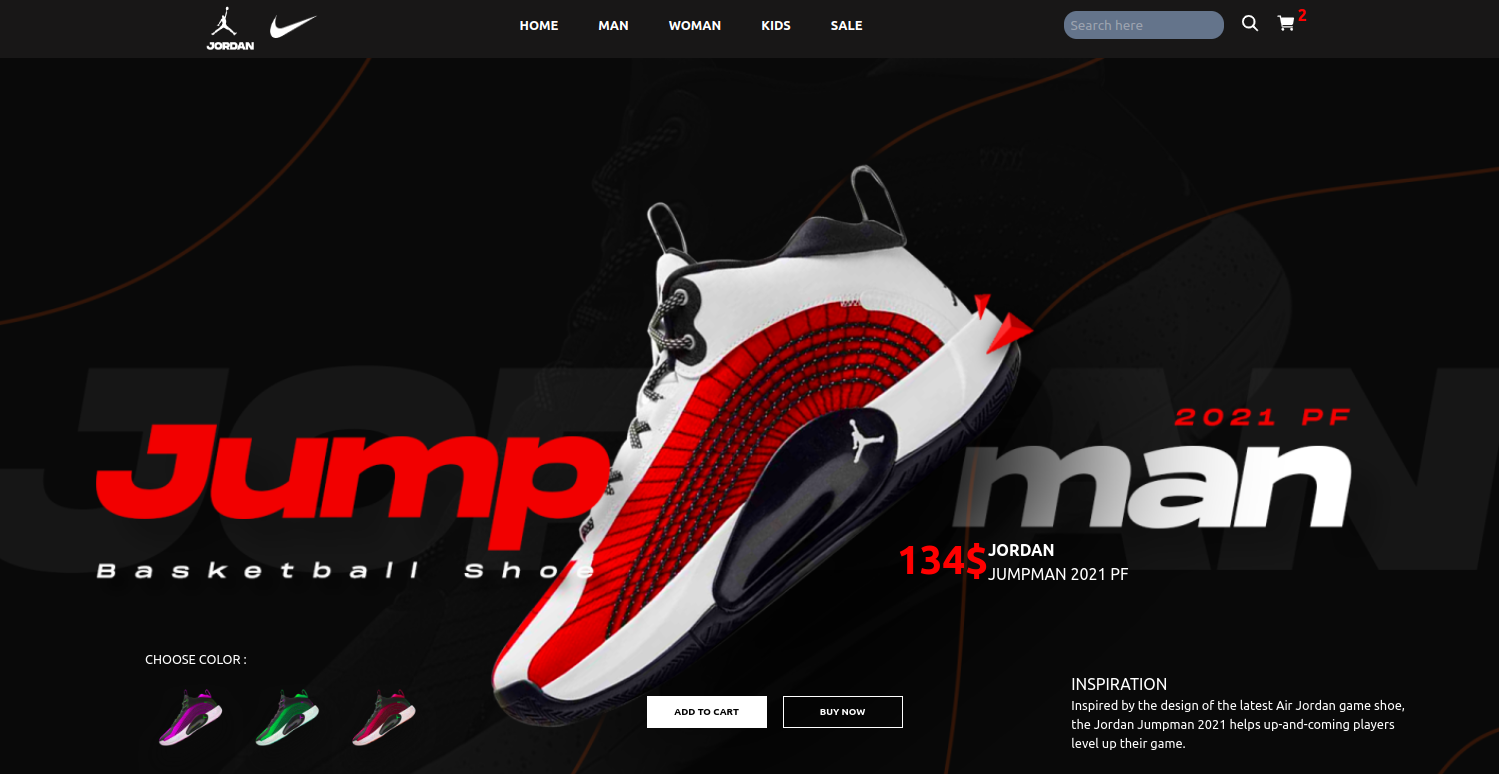 JORDAN
HOME MAN WOMAN KIDS SALE
Search here
2
JORDAN
2021 PF
Jump man
Basketball Shoe
134$ JORDAN
JUMPMAN 2021 PF
CHOOSE COLOR :
ADD TO CART BUY NOW
INSPIRATION
Inspired by the design of the latest Air Jordan game shoe,
the Jordan Jumpman 2021 helps up-and-coming players
level up their game.